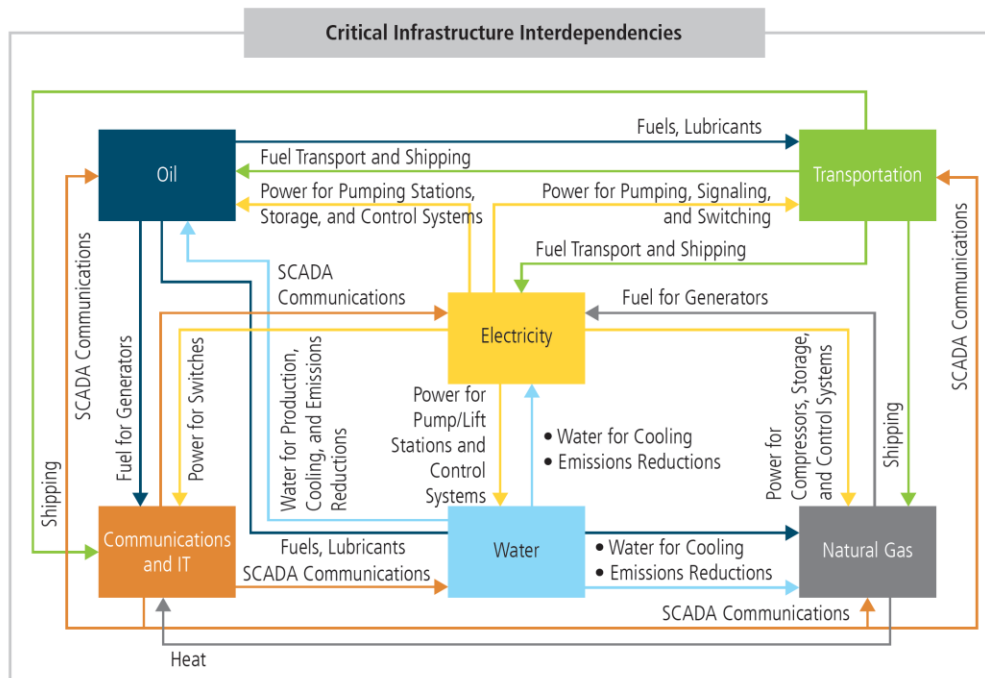 Critical Infrastructure Interdependencies
Fuels, Lubricants
Oil
Fuel Transport and Shipping
Transportation
Power for Pumping Stations,
Storage, and Control Systems
Power for Pumping, Signaling,
and Switching
Fuel Transport and Shipping
SCADA
Communications
Fuel for Generators
Electricity
SCADA Communications
Fuel for Generators
Power for Switches
Water for Production,
Cooling, and Emissions
Reductions
Power for
Pump/Lift
Stations and
Control
Systems
• Water for Cooling
• Emissions Reductions
Power for
Compressors, Storage,
and Control Systems
Shipping
SCADA Communications
Shipping
Communications
and IT
Fuels, Lubricants
SCADA Communications
Water
• Water for Cooling
• Emissions Reductions
Natural Gas
SCADA Communications
Heat